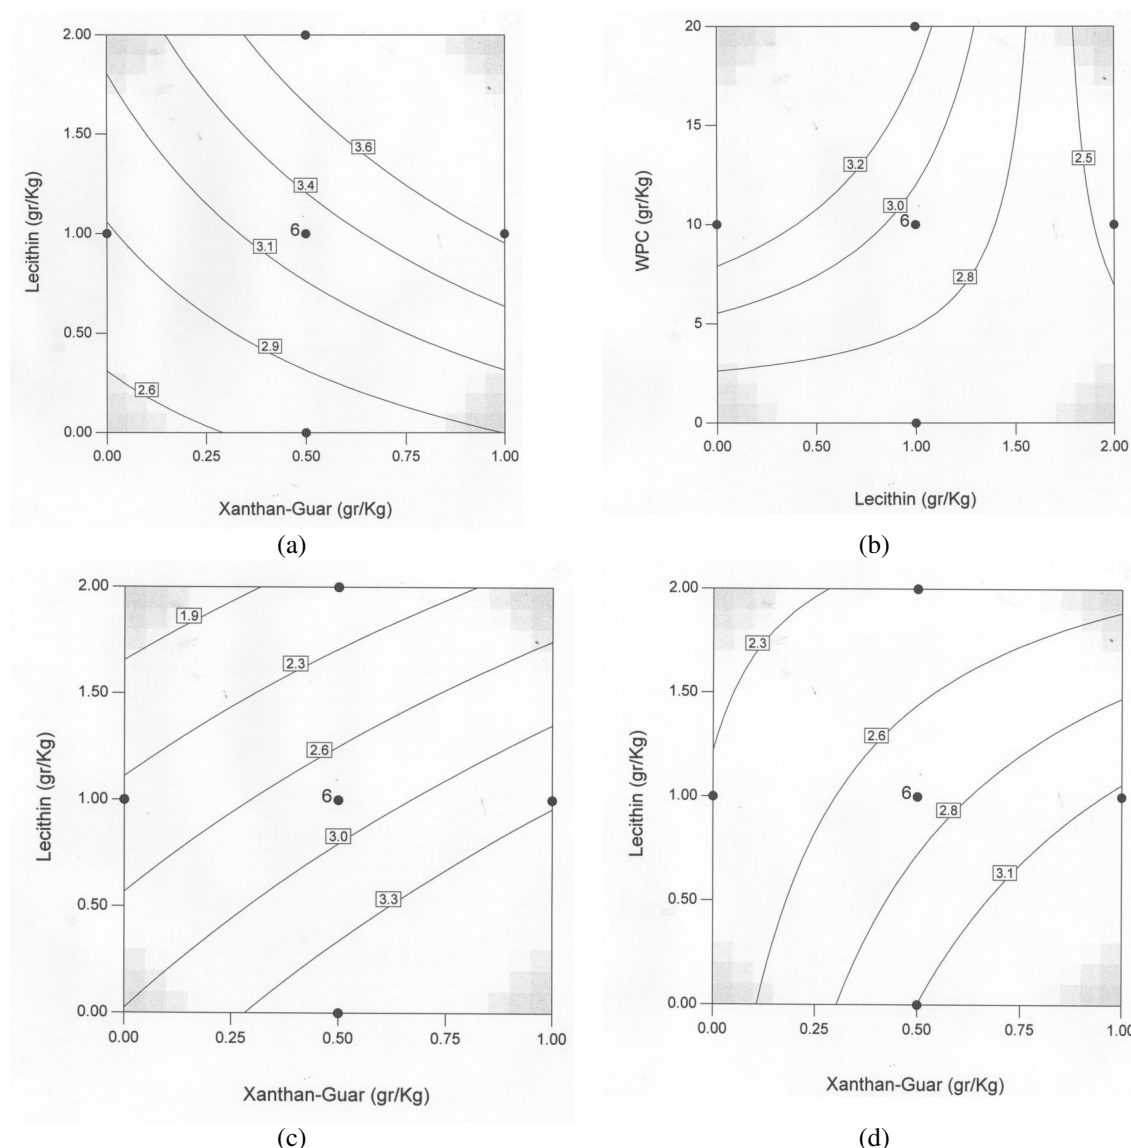 2.00
1.50
1.00
0.50
0.00
3.6
3.4
6
3.1
2.9
2.6
0.00 0.25 0.50 0.75 1.00
Lecithin (gr/Kg)
Xanthan-Guar (gr/Kg)
(a)
20
15
10
5
0
3.2
3.0
6
2.8
2.5
0.00 0.50 1.00 1.50 2.00
WPC (gr/Kg)
Lecithin (gr/Kg)
(b)
2.00
1.50
1.00
0.50
0.00
1.9
2.3
2.6
6
3.0
3.3
0.00 0.25 0.50 0.75 1.00
Lecithin (gr/Kg)
Xanthan-Guar (gr/Kg)
(c)
2.00
1.50
1.00
0.50
0.00
2.3
2.6
6
2.8
3.1
0.00 0.25 0.50 0.75 1.00
Lecithin (gr/Kg)
Xanthan-Guar (gr/Kg)
(d)